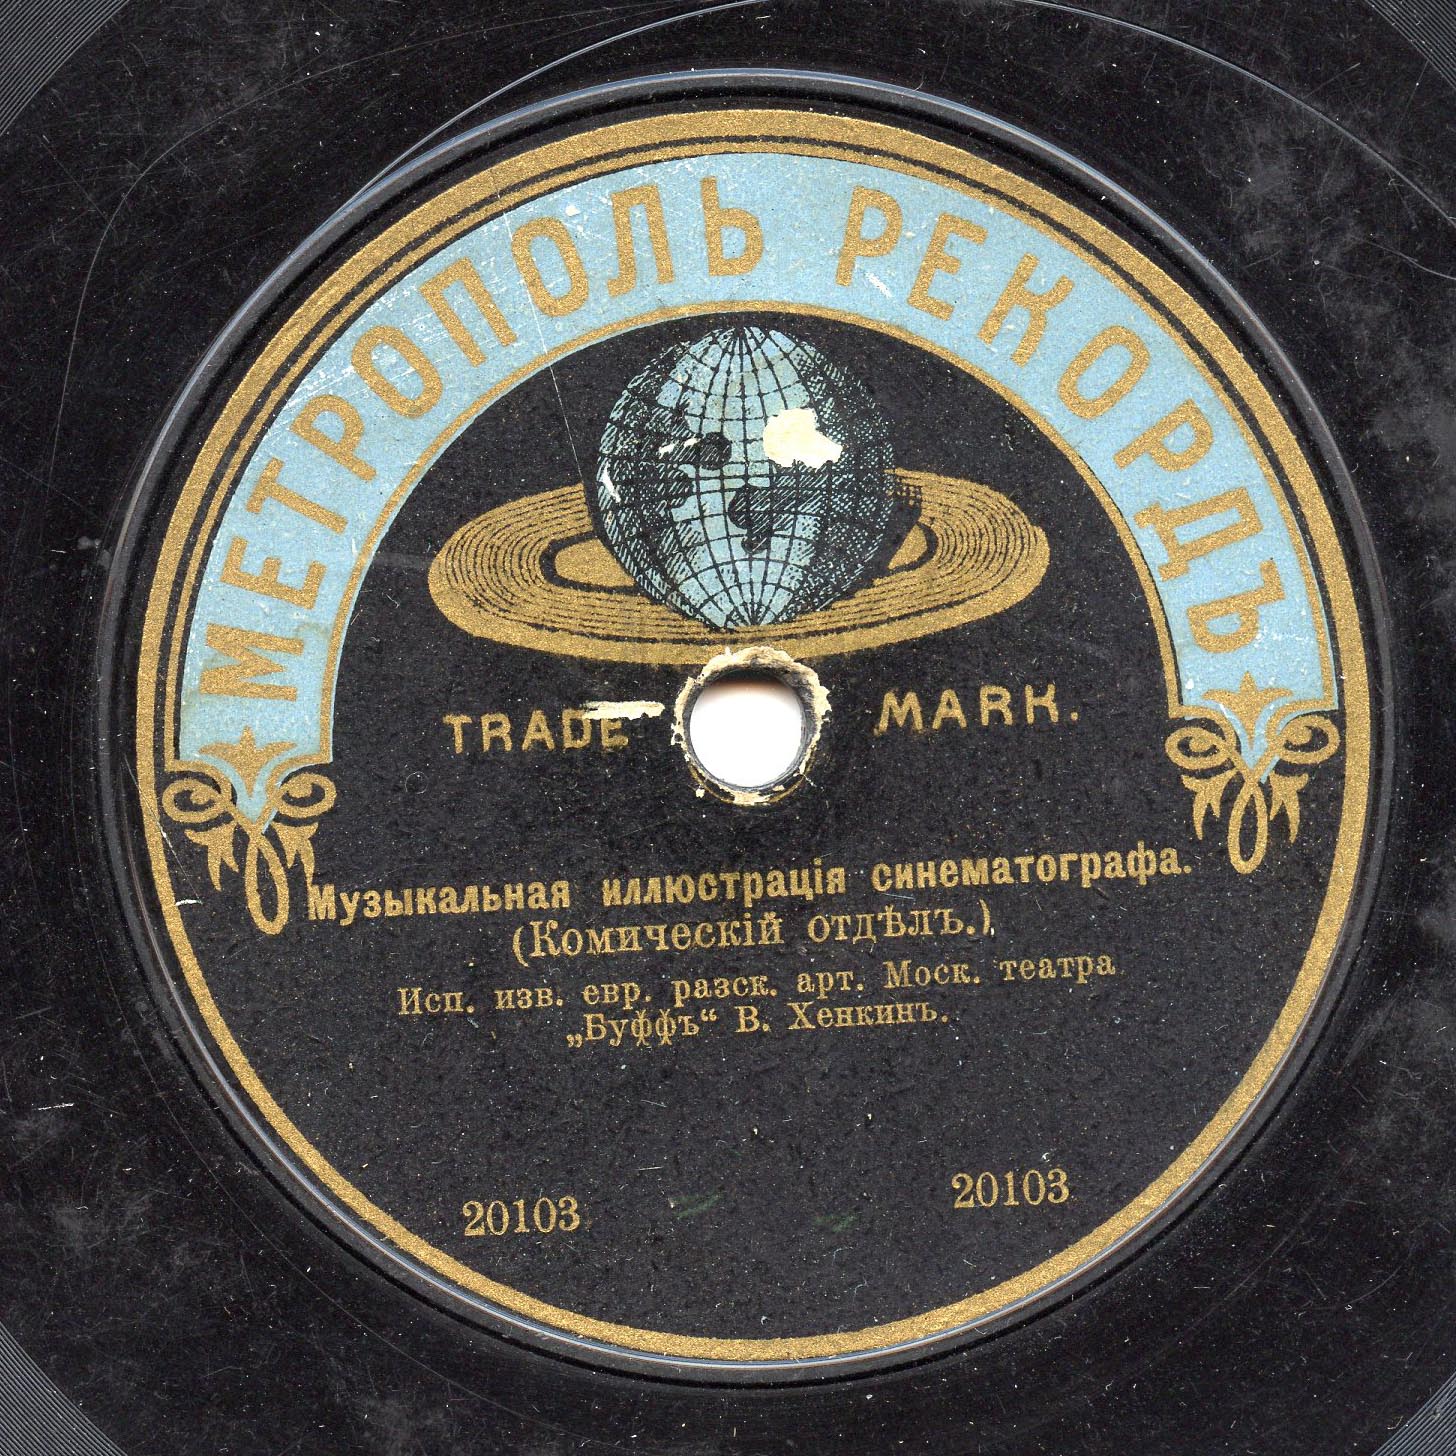 МЕТРОПОЛЬ РЕКОРДЪ
TRADE MARK.
Музыкальная иллюстрація синематографа.
(Комическій отдѣлъ.)
Исп. изв. евр. разск. арт. Моск. театра
„Буффъ“ В. Хенкинъ.
20103 20103